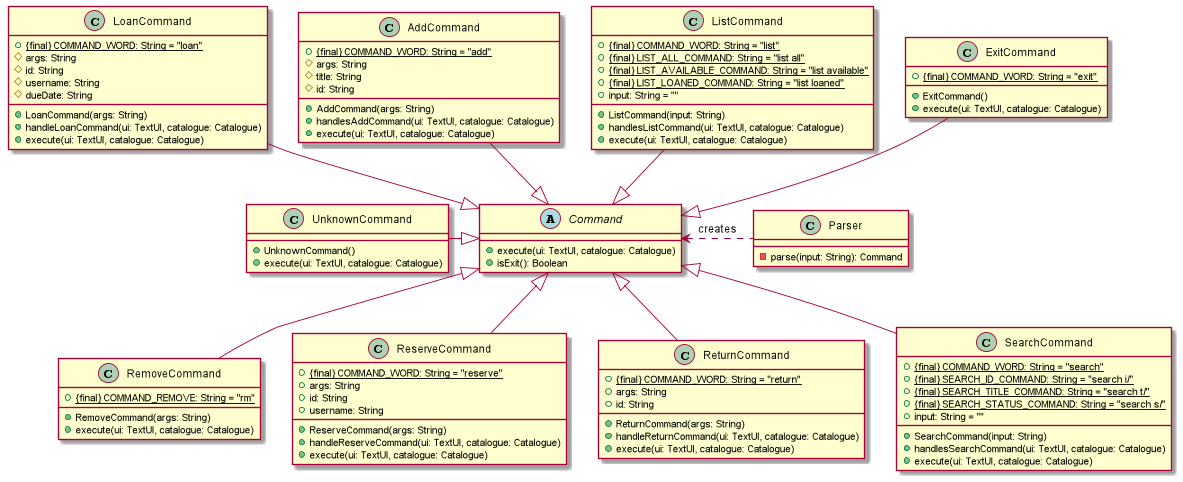 C LoanCommand
{final} COMMAND_WORD: String = "loan"
args: String
id: String
username: String
dueDate: String
LoanCommand(args: String)
handleLoanCommand(ui: TextUI, catalogue: Catalogue)
execute(ui: TextUI, catalogue: Catalogue)
C AddCommand
{final} COMMAND_WORD: String = "add"
args: String
title: String
id: String
AddCommand(args: String)
handlesAddCommand(ui: TextUI, catalogue: Catalogue)
execute(ui: TextUI, catalogue: Catalogue)
C ListCommand
{final} COMMAND_WORD: String = "list"
{final} LIST_ALL_COMMAND: String = "list all"
{final} LIST_AVAILABLE_COMMAND: String = "list available"
{final} LIST_LOANED_COMMAND: String = "list loaned"
input: String = ""
ListCommand(input: String)
handlesListCommand(ui: TextUI, catalogue: Catalogue)
execute(ui: TextUI, catalogue: Catalogue)
C ExitCommand
{final} COMMAND_WORD: String = "exit"
ExitCommand()
execute(ui: TextUI, catalogue: Catalogue)
C UnknownCommand
UnknownCommand()
execute(ui: TextUI, catalogue: Catalogue)
A Command
execute(ui: TextUI, catalogue: Catalogue)
isExit(): Boolean
creates
C Parser
parse(input: String): Command
C RemoveCommand
{final} COMMAND_REMOVE: String = "rm"
RemoveCommand(args: String)
execute(ui: TextUI, catalogue: Catalogue)
C ReserveCommand
{final} COMMAND_WORD: String = "reserve"
args: String
id: String
username: String
ReserveCommand(args: String)
handleReserveCommand(ui: TextUI, catalogue: Catalogue)
execute(ui: TextUI, catalogue: Catalogue)
C ReturnCommand
{final} COMMAND_WORD: String = "return"
args: String
id: String
ReturnCommand(args: String)
handleReturnCommand(ui: TextUI, catalogue: Catalogue)
execute(ui: TextUI, catalogue: Catalogue)
C SearchCommand
{final} COMMAND_WORD: String = "search"
{final} SEARCH_ID_COMMAND: String = "search i/"
{final} SEARCH_TITLE_COMMAND: String = "search t/"
{final} SEARCH_STATUS_COMMAND: String = "search s/"
input: String = ""
SearchCommand(input: String)
handlesSearchCommand(ui: TextUI, catalogue: Catalogue)
execute(ui: TextUI, catalogue: Catalogue)